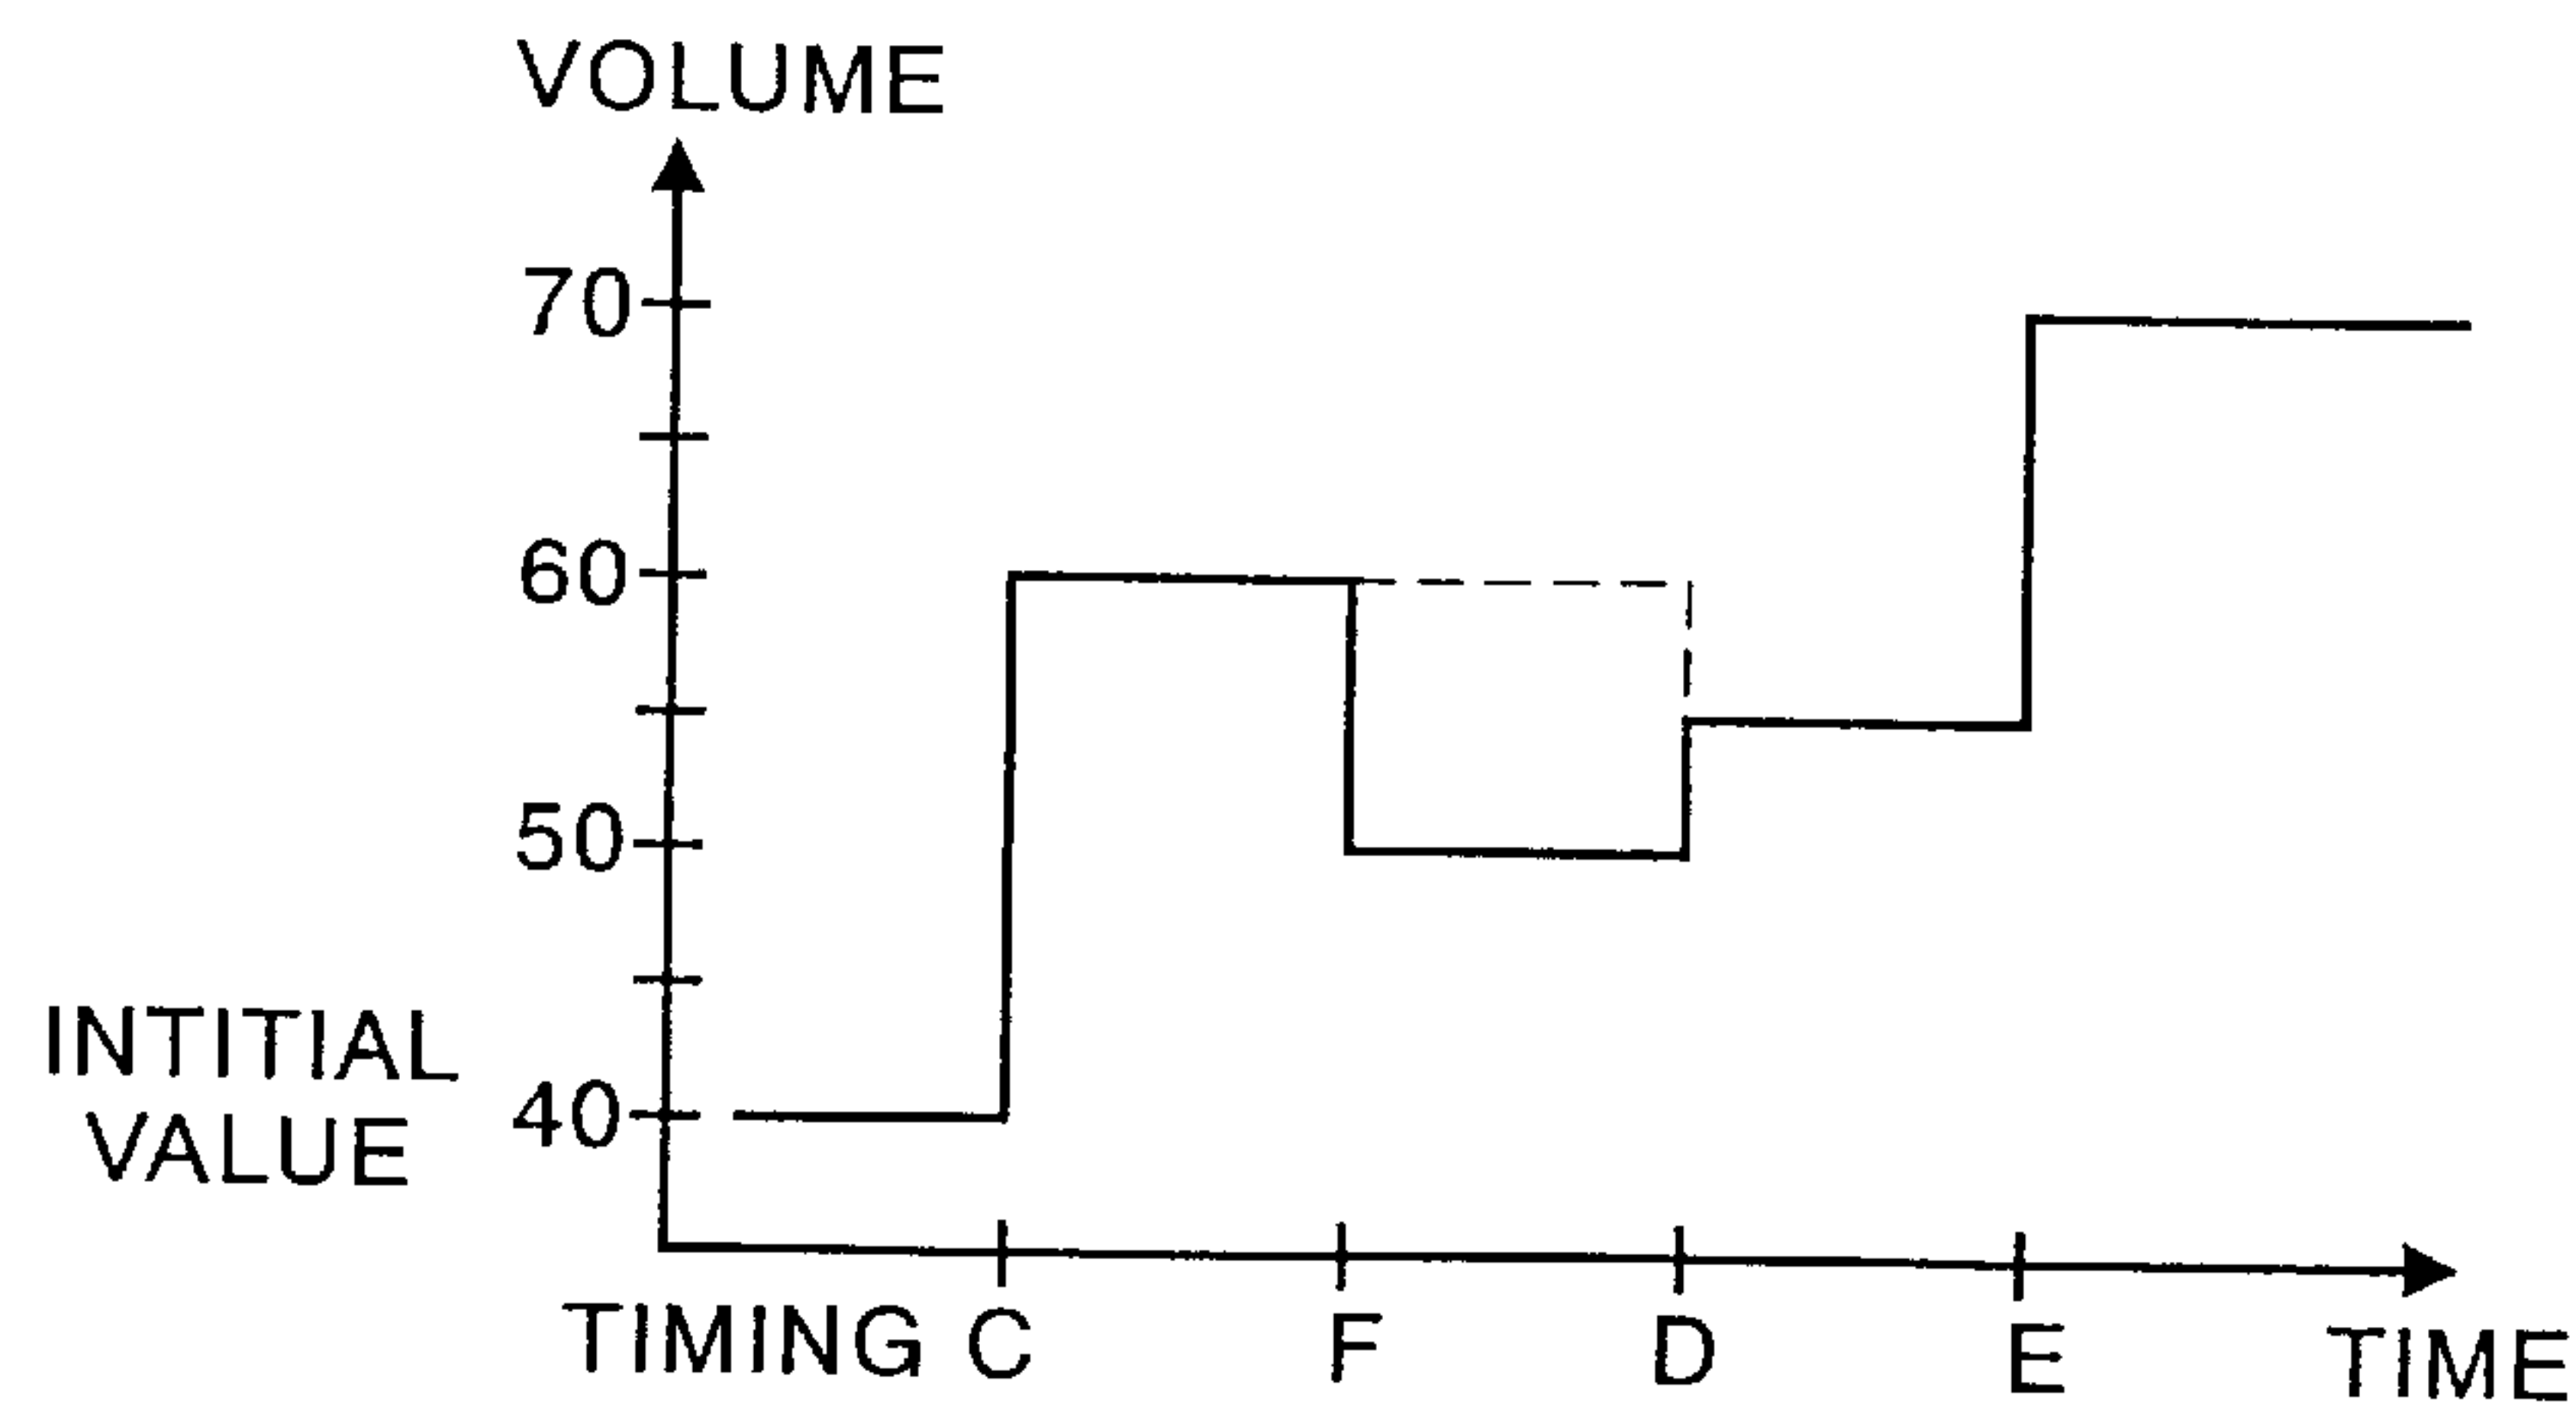 VOLUME
70
60
50
INTITIAL
VALUE
40
TIMING C F D E TIME